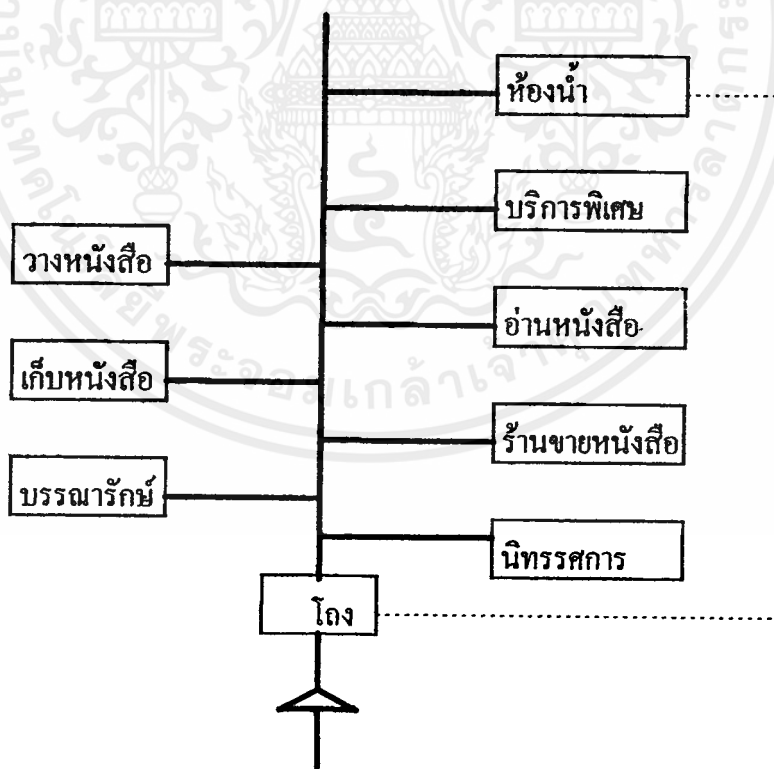 ห้องน้ำ
บริการพิเศษ
วางหนังสือ
อ่านหนังสือ
เก็บหนังสือ
ร้านขายหนังสือ
บรรณารักษ์
นิทรรศการ
โถง